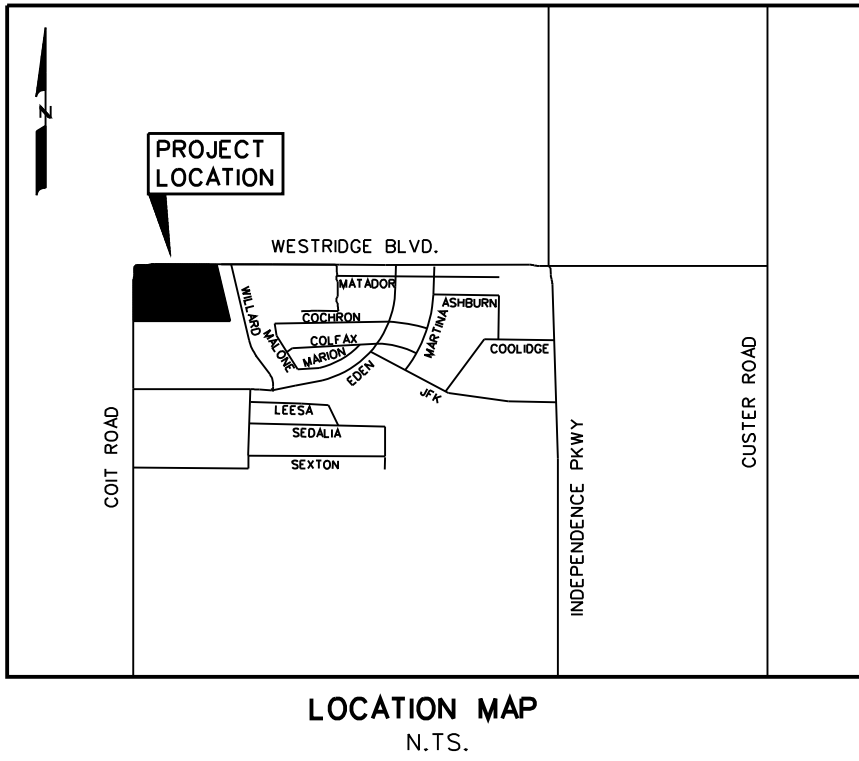 N
PROJECT
LOCATION
WESTRIDGE BLVD.
MATADOR
WILLARD
ASHBURN
COCHRON
MARTINA
MALONE
COLFAX
COOLIDGE
MARION
EDEN
JFK
LEESA
SEDALIA
SEXTON
COIT ROAD
INDEPENDENCE PKWY
CUSTER ROAD
LOCATION MAP
N.TS.